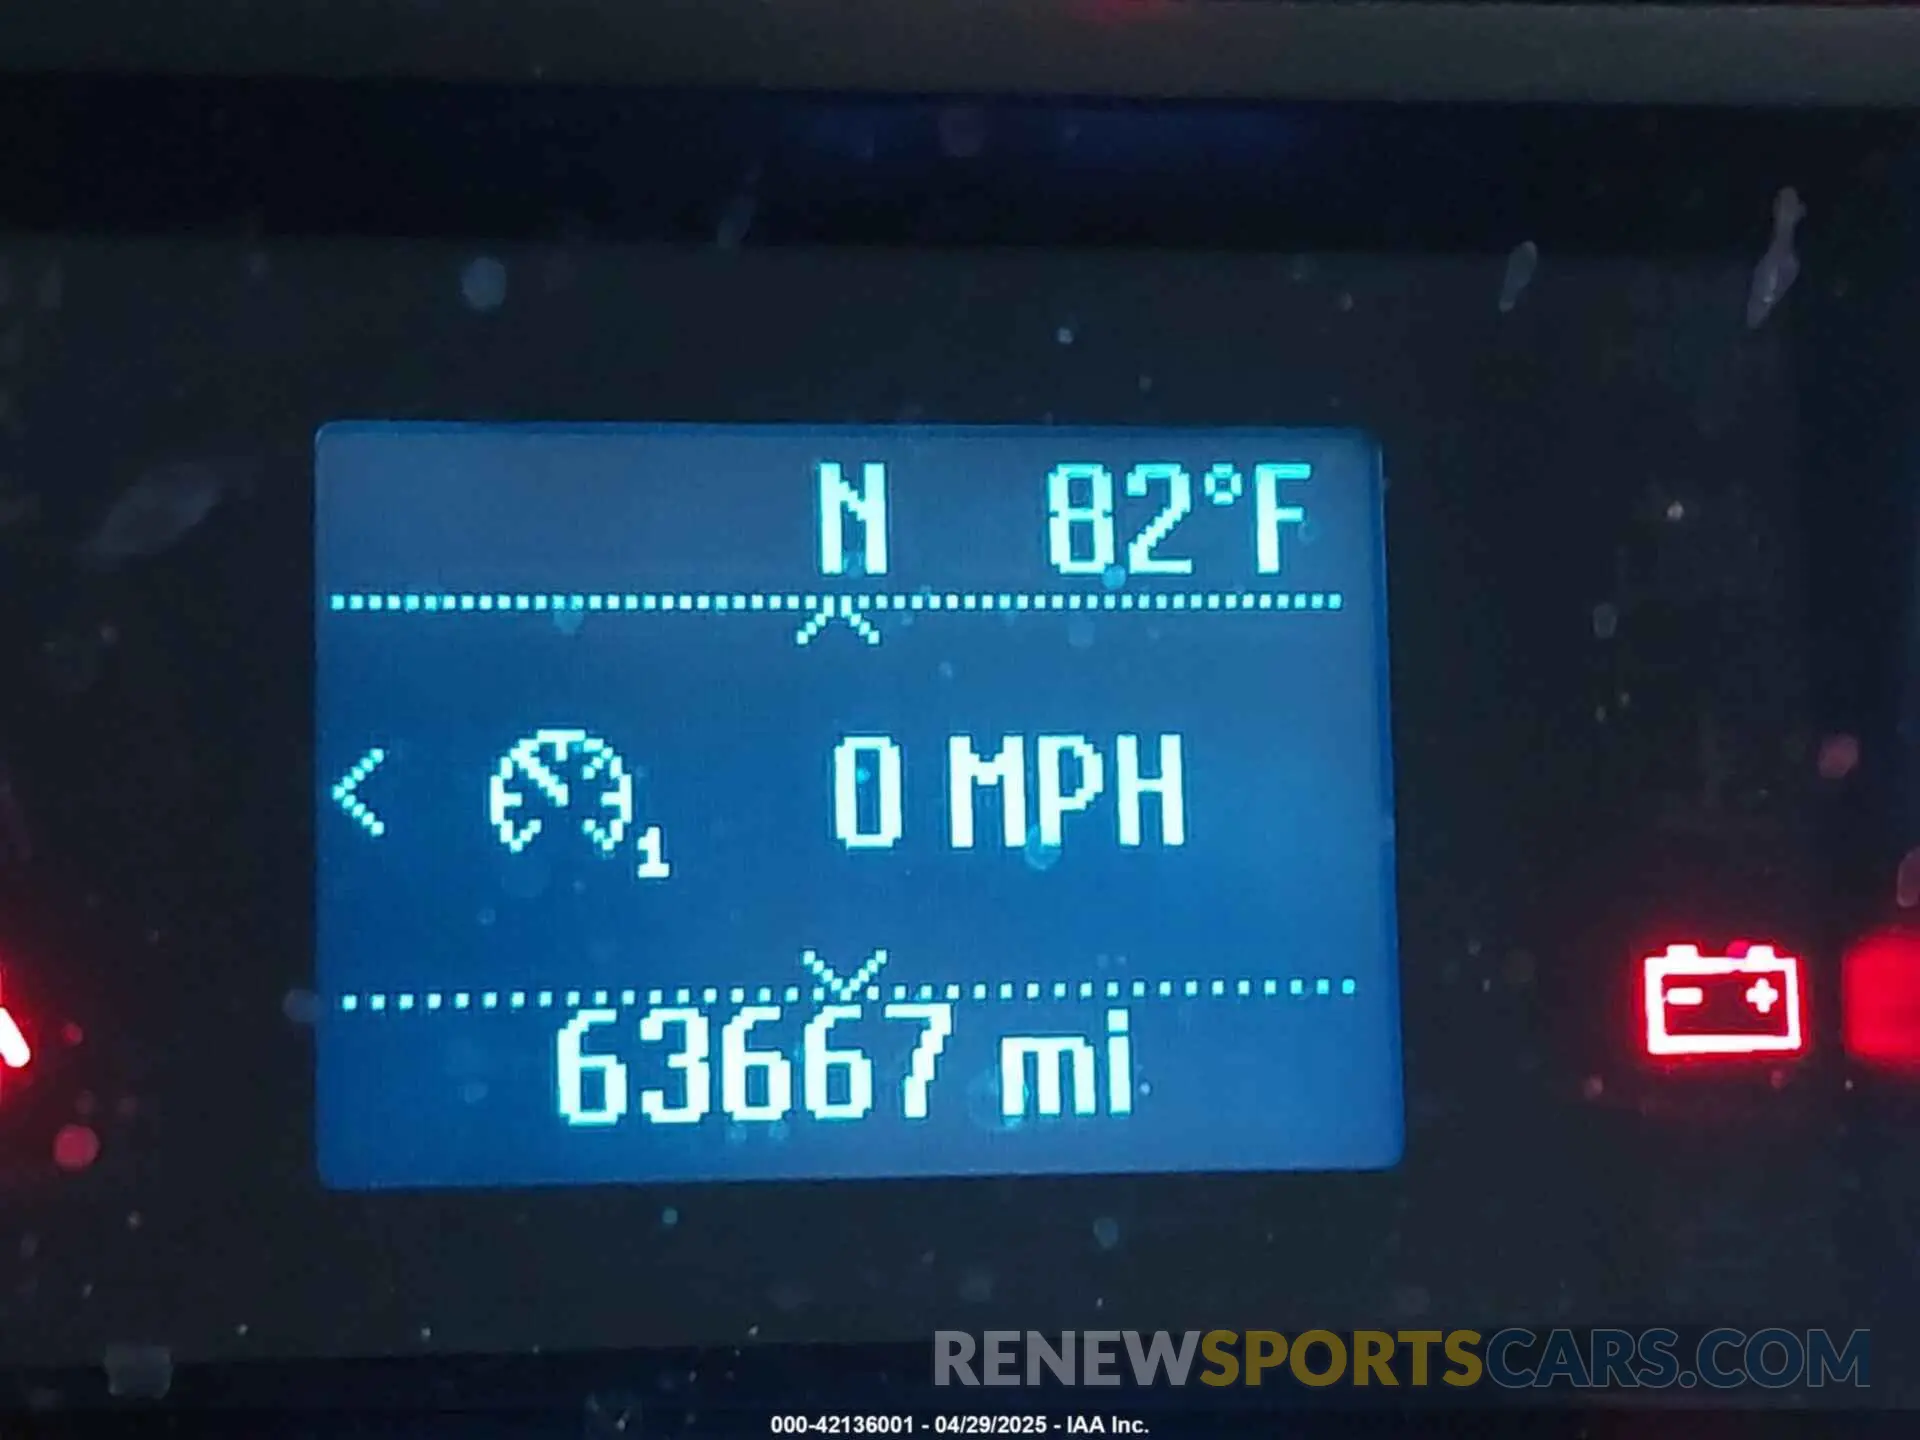 N 82°F
< 1 0 MPH
63667 mi
- +
RENEWSPORTSCARS.COM
000-42136001 - 04/29/2025 - IAA Inc.